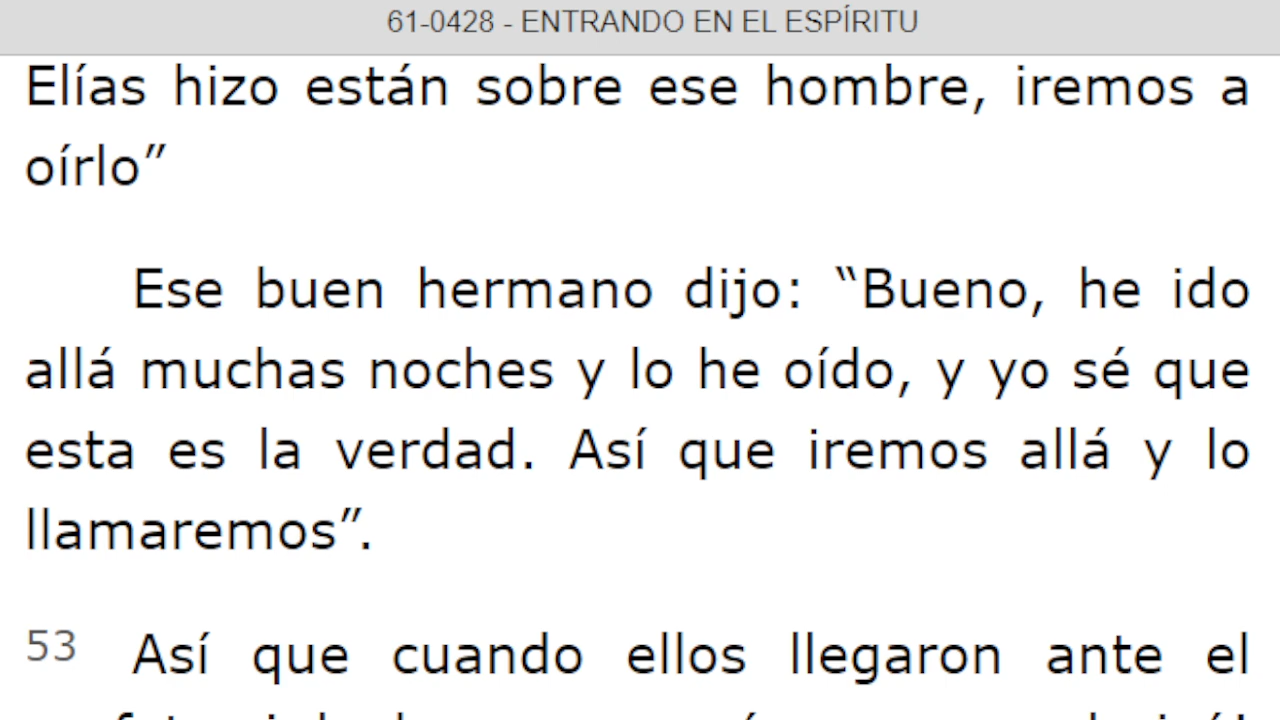 61-0428 - ENTRANDO EN EL ESPÍRITU
Elías hizo están sobre ese hombre, iremos a
oírlo”
Ese buen hermano dijo: “Bueno, he ido
allá muchas noches y lo he oído, y yo sé que
esta es la verdad. Así que iremos allá y lo
llamaremos”.
53 Así que cuando ellos llegaron ante el